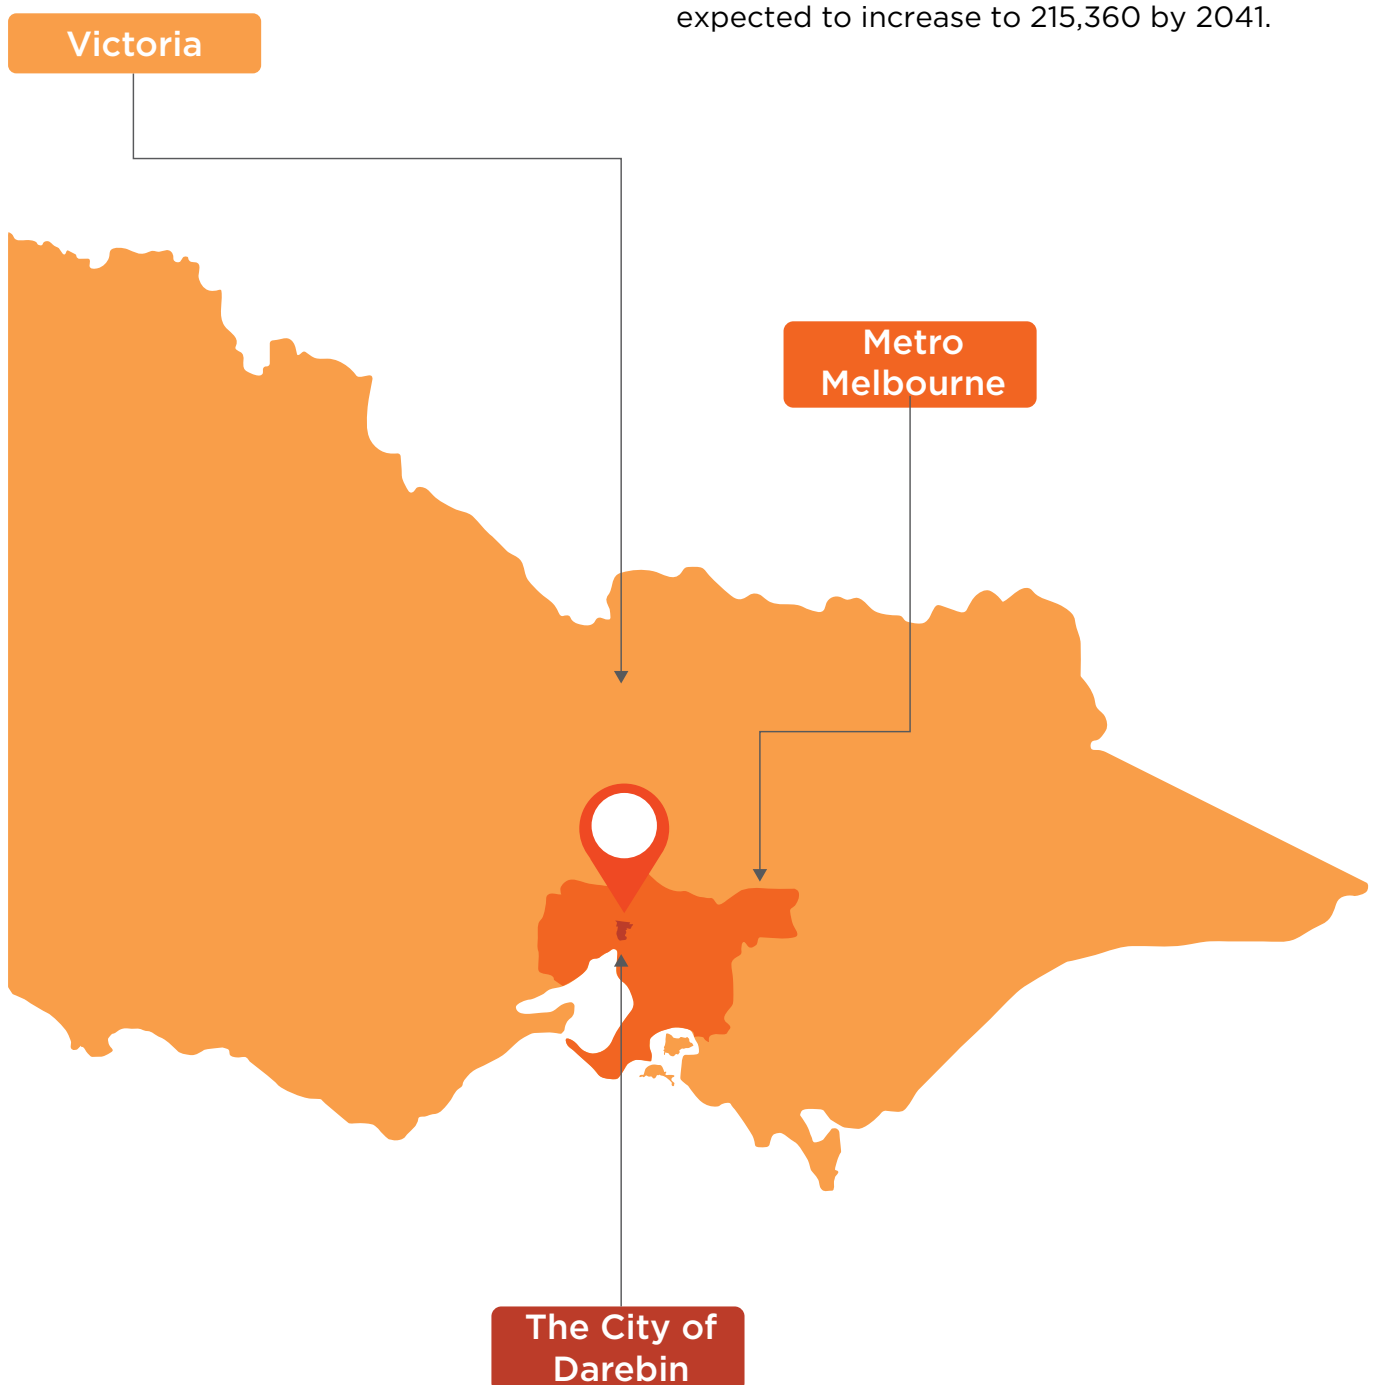 expected to increase to 215,360 by 2041.
Victoria
Metro
Melbourne
The City of
Darebin